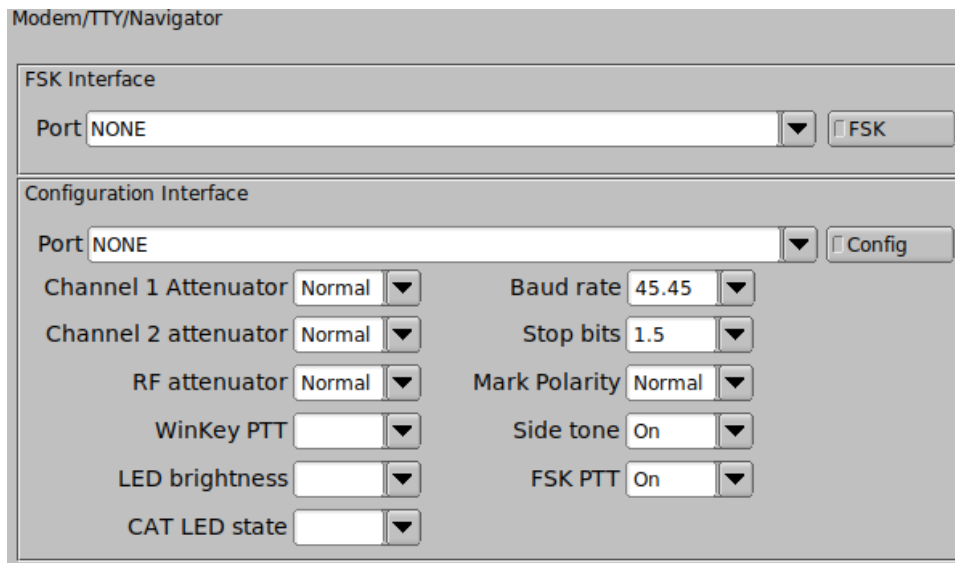 Modem/TTY/Navigator
FSK Interface
Port NONE FSK
Configuration Interface
Port NONE Config
Channel 1 Attenuator Normal Baud rate 45.45
Channel 2 attenuator Normal Stop bits 1.5
RF attenuator Normal Mark Polarity Normal
WinKey PTT Side tone On
LED brightness FSK PTT On
CAT LED state